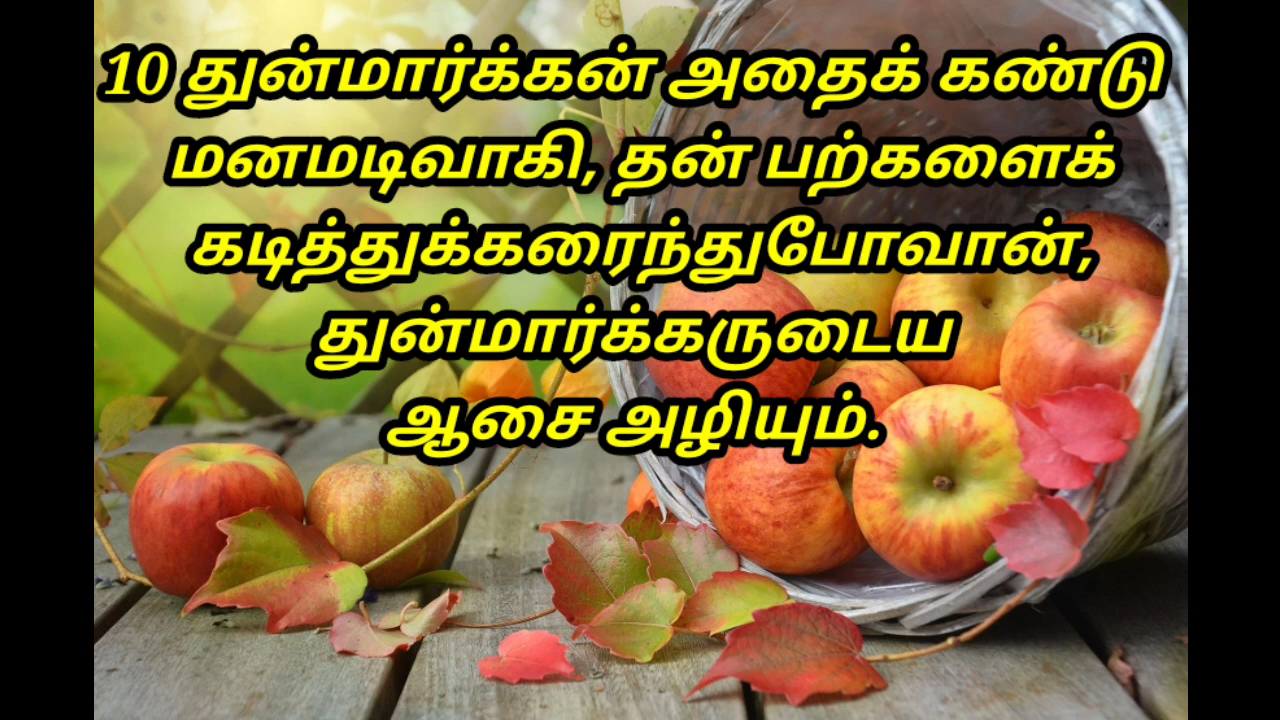 10 துன்மார்க்கன் அதைக் கண்டு
மனமடிவாகி, தன் பற்களைக்
கடித்துக்கரைந்துபோவான்,
துன்மார்க்கருடைய
ஆசை அழியும்.